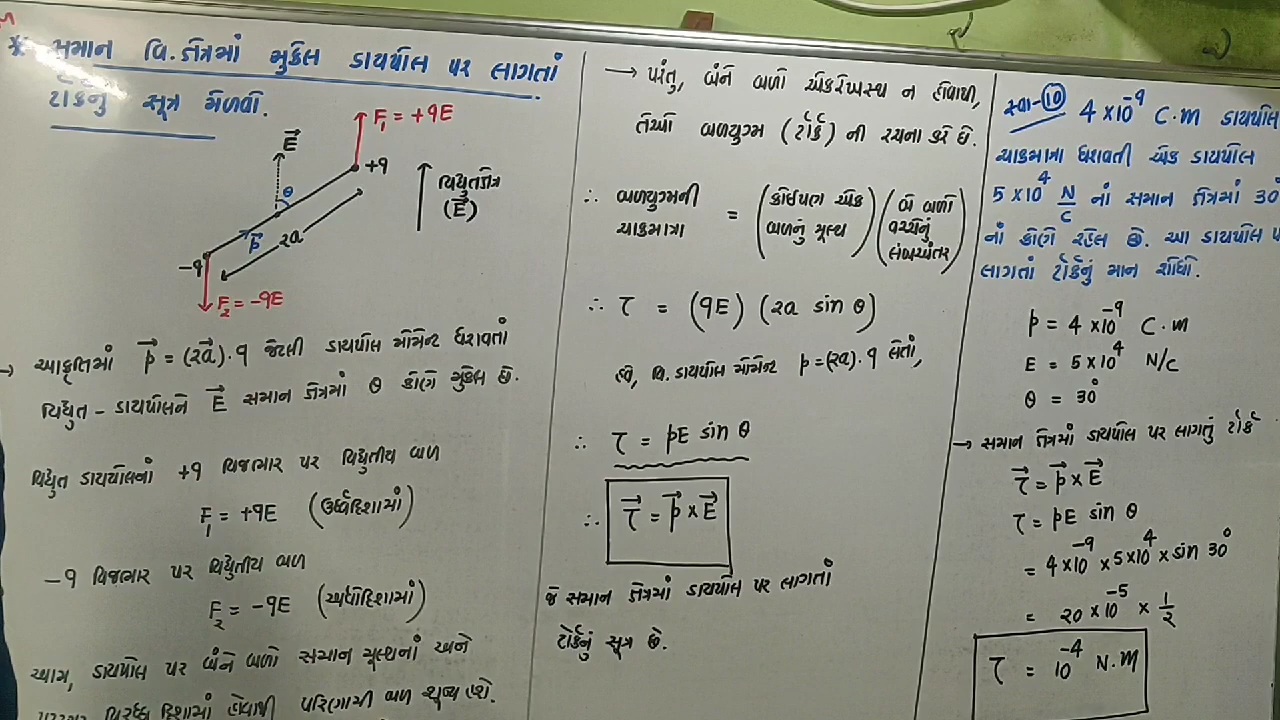 * સમાન વિ.ક્ષેત્રમાં મુકેલ ડાયપોલ પર લાગતાં
ટોર્કનું સૂત્ર મેળવો.
E⃗
F₁ = +qE
+q
θ
વિદ્યુતક્ષેત્ર
(E⃗)
p⃗
2a
-q
F₂ = -qE
→ આકૃતિમાં p⃗ = (2a⃗).q જેટલી ડાયપોલ મોમેન્ટ ધરાવતાં
વિદ્યુત - ડાયપોલને E⃗ સમાન ક્ષેત્રમાં θ કોણે મુકેલ છે.
વિદ્યુત ડાયપોલનાં +q વિજભાર પર વિદ્યુતીય બળ
F₁ = +qE (ઉર્ધ્વદિશામાં)
-q વિજભાર પર વિદ્યુતીય બળ
F₂ = -qE (અધોદિશામાં)
આમ, ડાયપોલ પર બંને બળો સમાન મૂલ્યનાં અને
પરસ્પર વિરુદ્ધ દિશામાં હોવાથી પરિણામી બળ શૂન્ય થશે.
→ પરંતુ, બંને બળો એકરેખસ્થ ન હોવાથી,
તેઓ બળયુગ્મ (ટોર્ક) ની રચના કરે છે.
∴ બળયુગ્મની ચાકમાત્રા = (કોઈપણ એક બળનું મૂલ્ય) (બે બળો વચ્ચેનું લંબઅંતર)
∴ τ = (qE) (2a sin θ)
હવે, વિ. ડાયપોલ મોમેન્ટ p = (2a).q લેતાં,
∴ τ = pE sin θ
∴ τ⃗ = p⃗ × E⃗
જે સમાન ક્ષેત્રમાં ડાયપોલ પર લાગતાં
ટોર્કનું સૂત્ર છે.
સ્વા-10 4×10⁻⁹ C.m ડાયપોલ
ચાકમાત્રા ધરાવતી એક ડાયપોલ
5×10⁴ N/C નાં સમાન ક્ષેત્રમાં 30°
નાં કોણે રહેલ છે. આ ડાયપોલ
લાગતાં ટોર્કનું માન શોધો.
p = 4×10⁻⁹ C.m
E = 5×10⁴ N/C
θ = 30°
→ સમાન ક્ષેત્રમાં ડાયપોલ પર લાગતું ટોર્ક
τ⃗ = p⃗ × E⃗
τ = pE sin θ
= 4×10⁻⁹ × 5×10⁴ × sin 30°
= 20×10⁻⁵ × 1/2
τ = 10⁻⁴ N.m